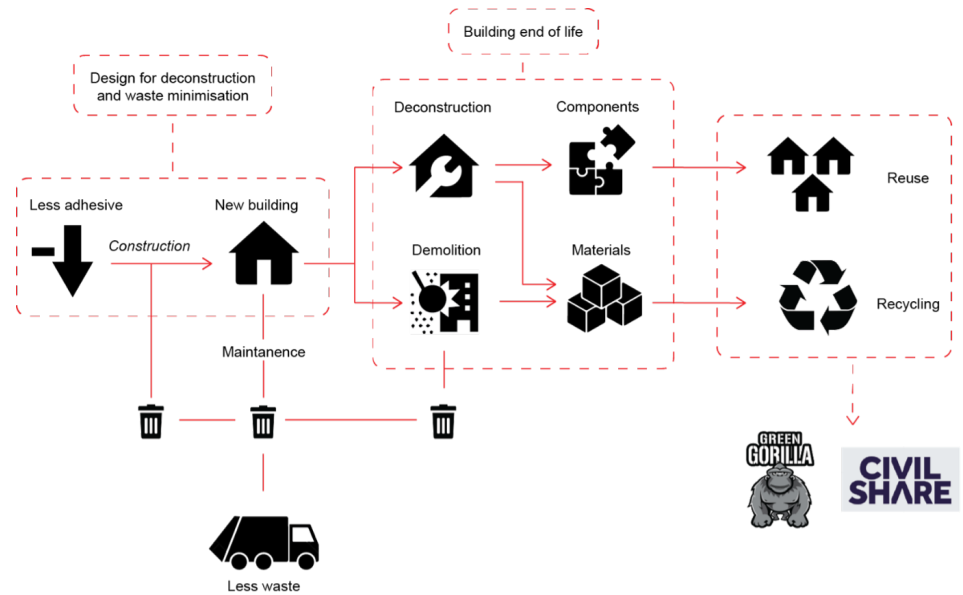 Building end of life
Design for deconstruction
and waste minimisation
Deconstruction
Components
Less adhesive
New building
Reuse
Construction
Demolition
Materials
Recycling
Maintanence
GREEN
GORILLA
CIVIL
SHARE
Less waste